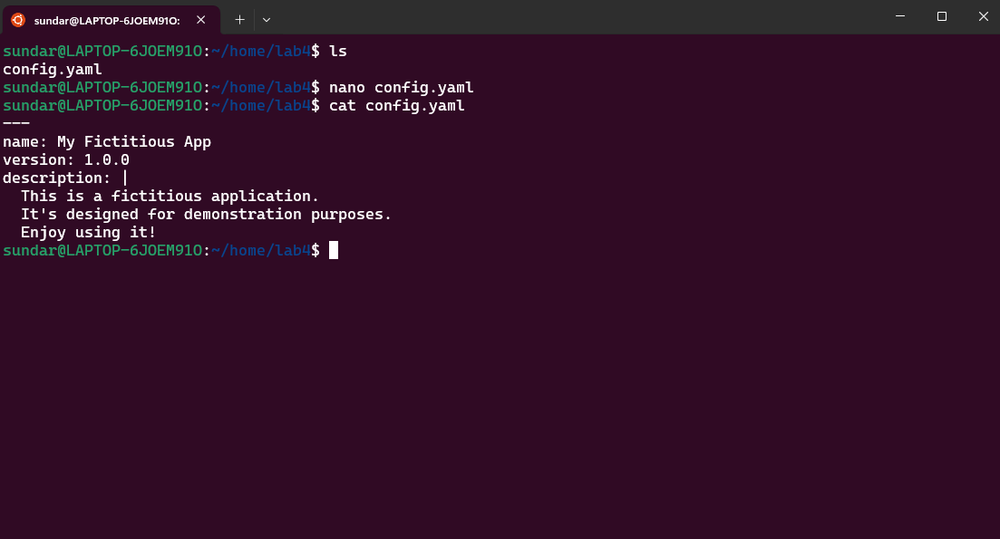 sundar@LAPTOP-6JOEM91O:
sundar@LAPTOP-6JOEM91O:~/home/lab4$ ls
config.yaml
sundar@LAPTOP-6JOEM91O:~/home/lab4$ nano config.yaml
sundar@LAPTOP-6JOEM91O:~/home/lab4$ cat config.yaml
---
name: My Fictitious App
version: 1.0.0
description: |
  This is a fictitious application.
  It's designed for demonstration purposes.
  Enjoy using it!
sundar@LAPTOP-6JOEM91O:~/home/lab4$